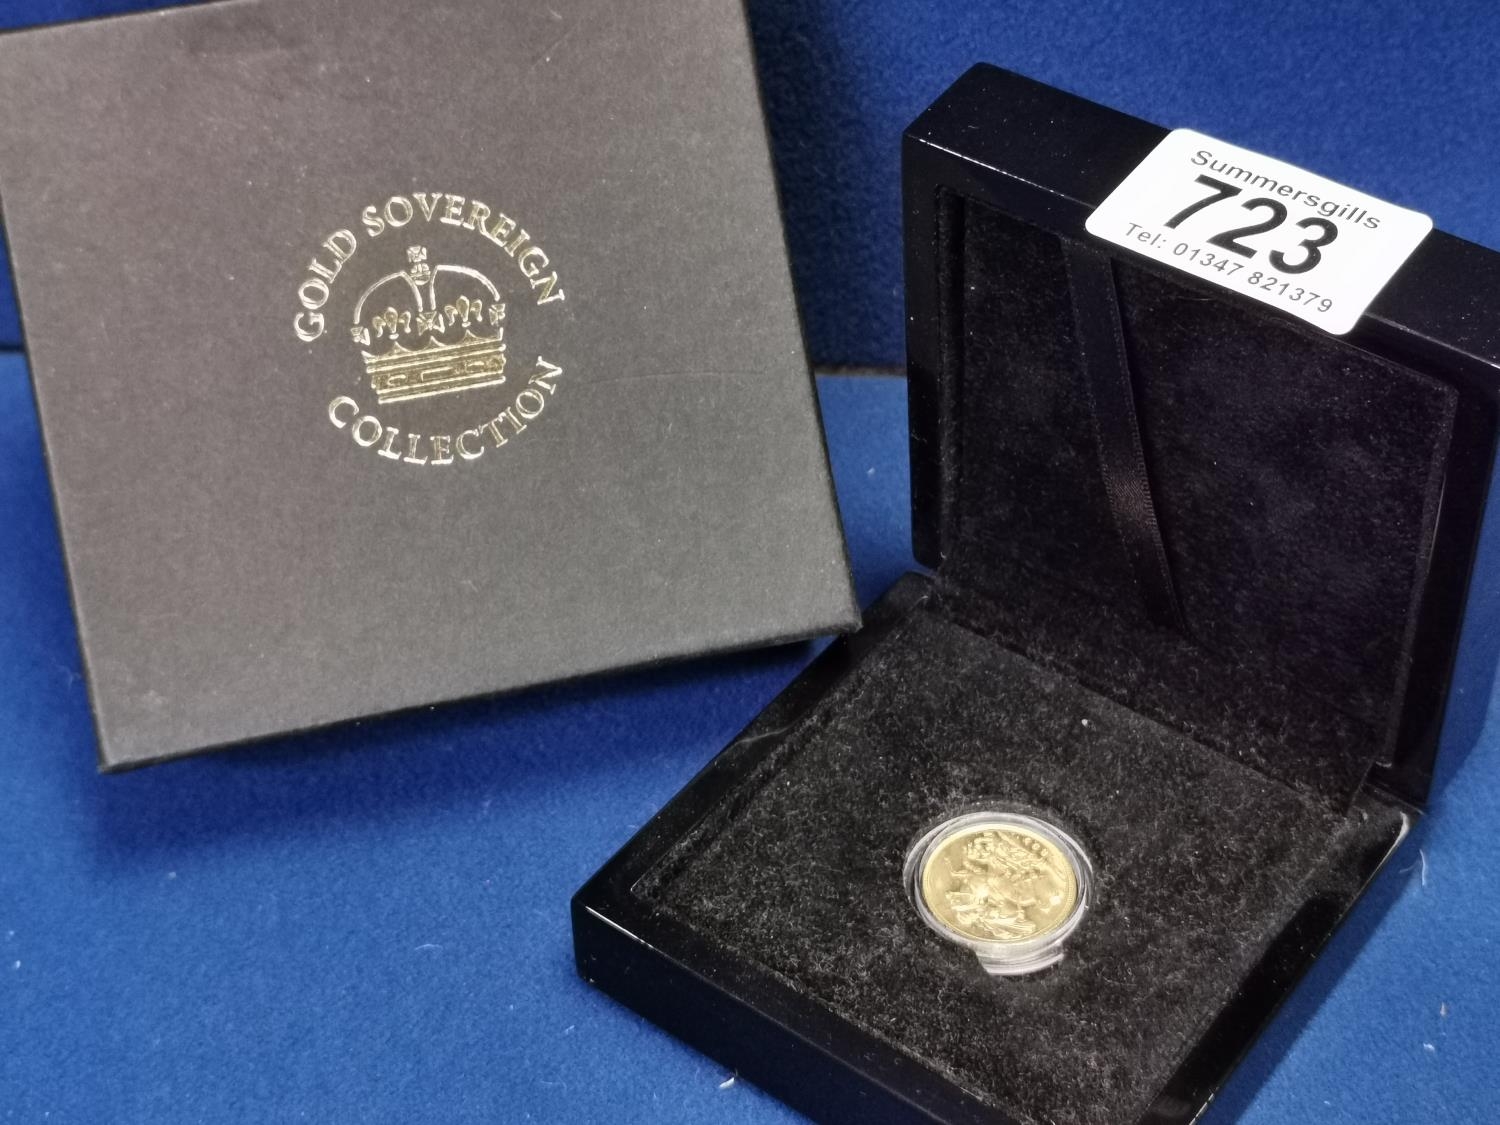 GOLD SOVEREIGN
COLLECTION
Summersgills
723
Tel: 01347 821379